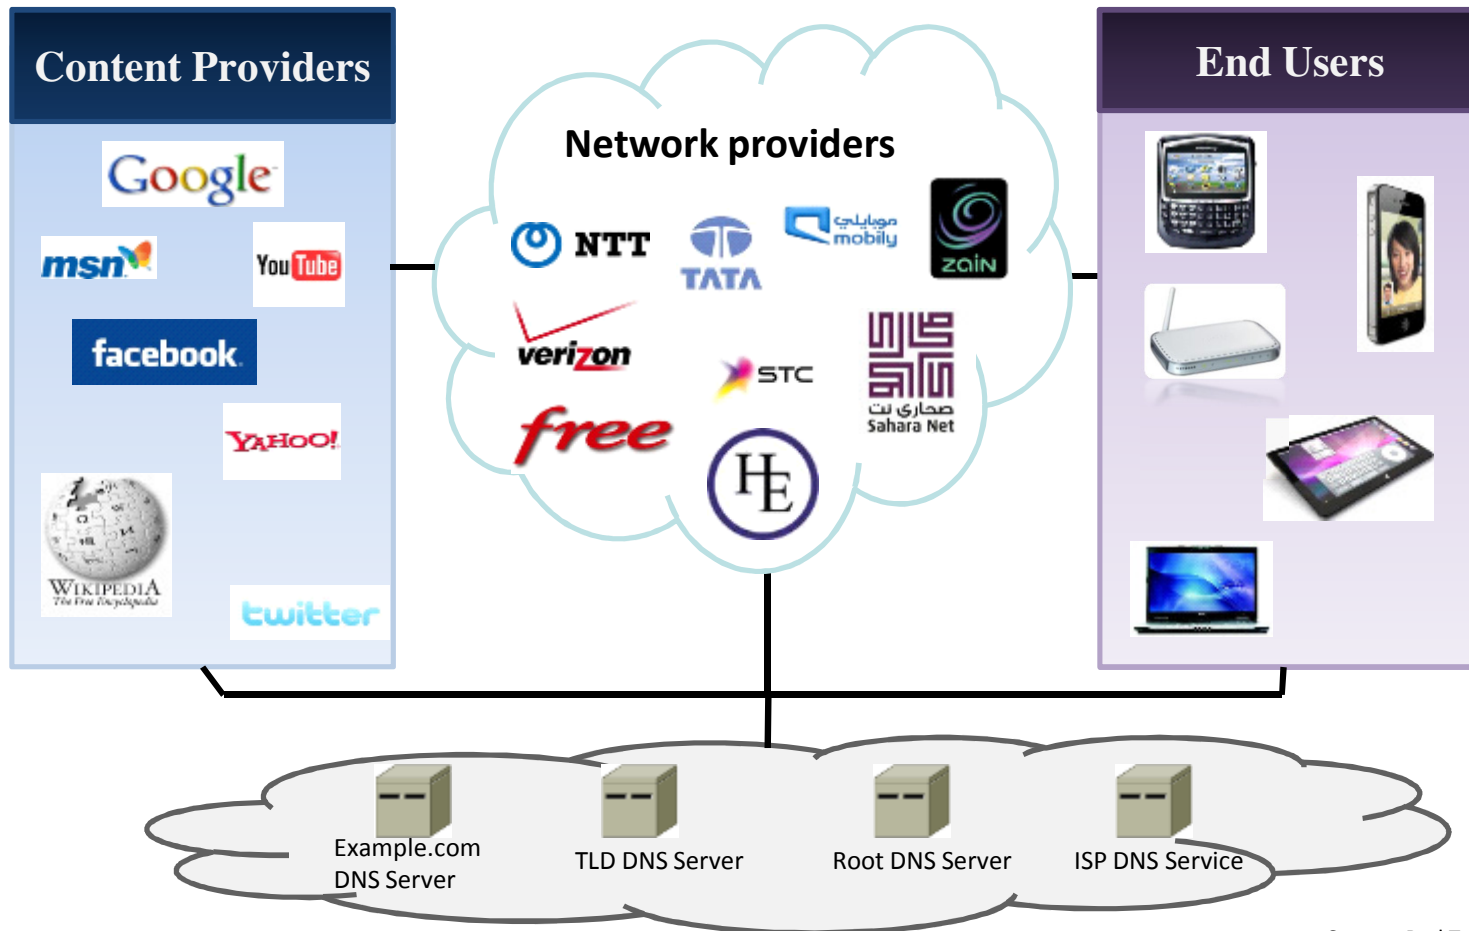 Content Providers
Google
msn
YouTube
facebook
YAHOO!
WIKIPEDIA
The Free Encyclopedia
twitter
Network providers
NTT
TATA
موبايلي
mobily
ZAIN
verizon
STC
صحاري نت
Sahara Net
free
HE
End Users
Example.com
DNS Server
TLD DNS Server
Root DNS Server
ISP DNS Service